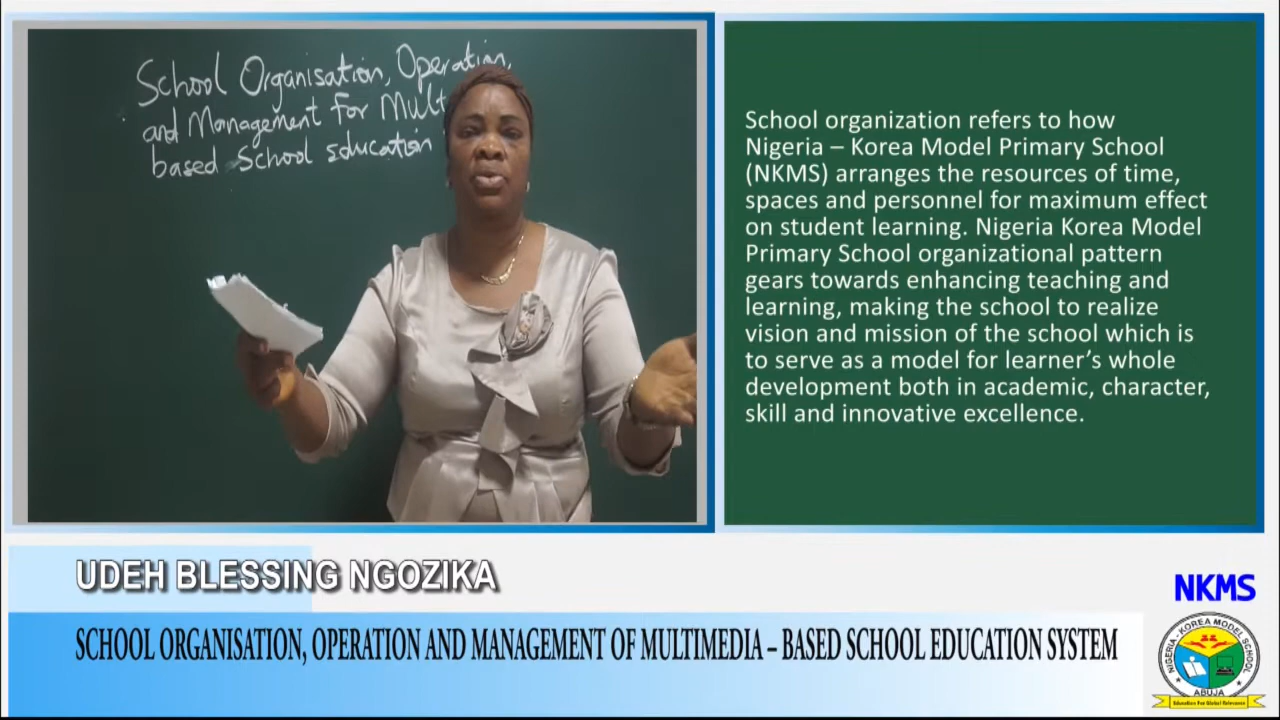 School Organisation, Operation,
and Management For Mult
based School education
School organization refers to how
Nigeria – Korea Model Primary School
(NKMS) arranges the resources of time,
spaces and personnel for maximum effect
on student learning. Nigeria Korea Model
Primary School organizational pattern
gears towards enhancing teaching and
learning, making the school to realize
vision and mission of the school which is
to serve as a model for learner’s whole
development both in academic, character,
skill and innovative excellence.
UDEH BLESSING NGOZIKA
SCHOOL ORGANISATION, OPERATION AND MANAGEMENT OF MULTIMEDIA – BASED SCHOOL EDUCATION SYSTEM
NKMS
NIGERIA-KOREA MODEL SCHOOL
ABUJA
Education For Global Relevance